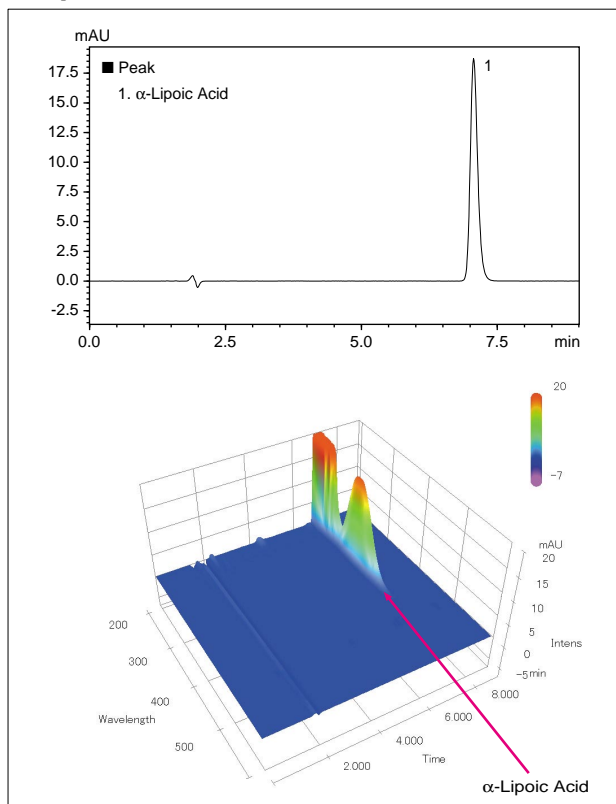 mAU
17.5
15.0
12.5
10.0
7.5
5.0
2.5
0.0
-2.5
■ Peak
1. α-Lipoic Acid
1
0.0 2.5 5.0 7.5 min
20
-7
mAU
20
15
10
5
0
-5
Intens
min
200
300
400
500
Wavelength
2.000
4.000
6.000
8.000
Time
α-Lipoic Acid